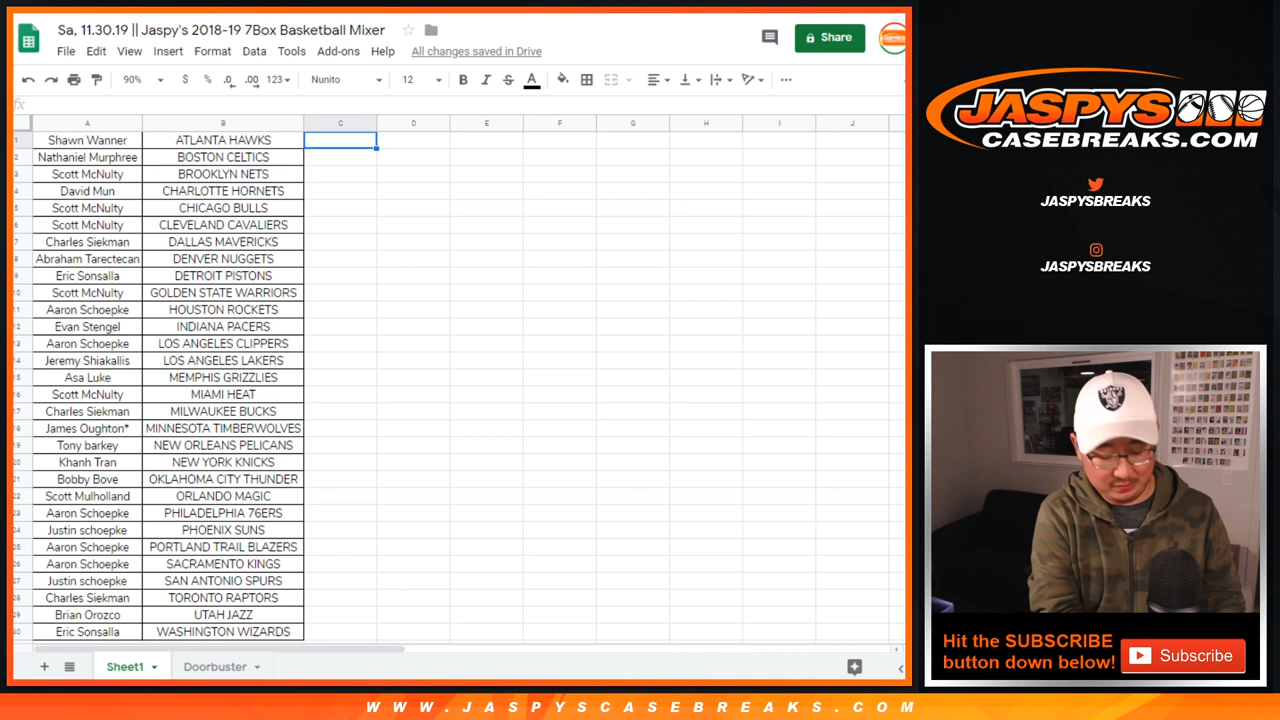 Sa, 11.30.19 || Jaspy's 2018-19 7Box Basketball Mixer
File Edit View Insert Format Data Tools Add-ons Help All changes saved in Drive
Share
90% $ % .0 .00 123 Nunito 12 B I S A
fx
A B C D E F G H I J
1 Shawn Wanner ATLANTA HAWKS
2 Nathaniel Murphree BOSTON CELTICS
3 Scott McNulty BROOKLYN NETS
4 David Mun CHARLOTTE HORNETS
5 Scott McNulty CHICAGO BULLS
6 Scott McNulty CLEVELAND CAVALIERS
7 Charles Siekman DALLAS MAVERICKS
8 Abraham Tarectecan DENVER NUGGETS
9 Eric Sonsalla DETROIT PISTONS
10 Scott McNulty GOLDEN STATE WARRIORS
11 Aaron Schoepke HOUSTON ROCKETS
12 Evan Stengel INDIANA PACERS
13 Aaron Schoepke LOS ANGELES CLIPPERS
14 Jeremy Shiakallis LOS ANGELES LAKERS
15 Asa Luke MEMPHIS GRIZZLIES
16 Scott McNulty MIAMI HEAT
17 Charles Siekman MILWAUKEE BUCKS
18 James Oughton* MINNESOTA TIMBERWOLVES
19 Tony barkey NEW ORLEANS PELICANS
20 Khanh Tran NEW YORK KNICKS
21 Bobby Bove OKLAHOMA CITY THUNDER
22 Scott Mulholland ORLANDO MAGIC
23 Aaron Schoepke PHILADELPHIA 76ERS
24 Justin schoepke PHOENIX SUNS
25 Aaron Schoepke PORTLAND TRAIL BLAZERS
26 Aaron Schoepke SACRAMENTO KINGS
27 Justin schoepke SAN ANTONIO SPURS
28 Charles Siekman TORONTO RAPTORS
29 Brian Orozco UTAH JAZZ
30 Eric Sonsalla WASHINGTON WIZARDS
Sheet1 Doorbuster
JASPYS
CASEBREAKS.COM
JASPYSBREAKS
JASPYSBREAKS
Hit the SUBSCRIBE
button down below!
Subscribe
WWW.JASPYSCASEBREAKS.COM